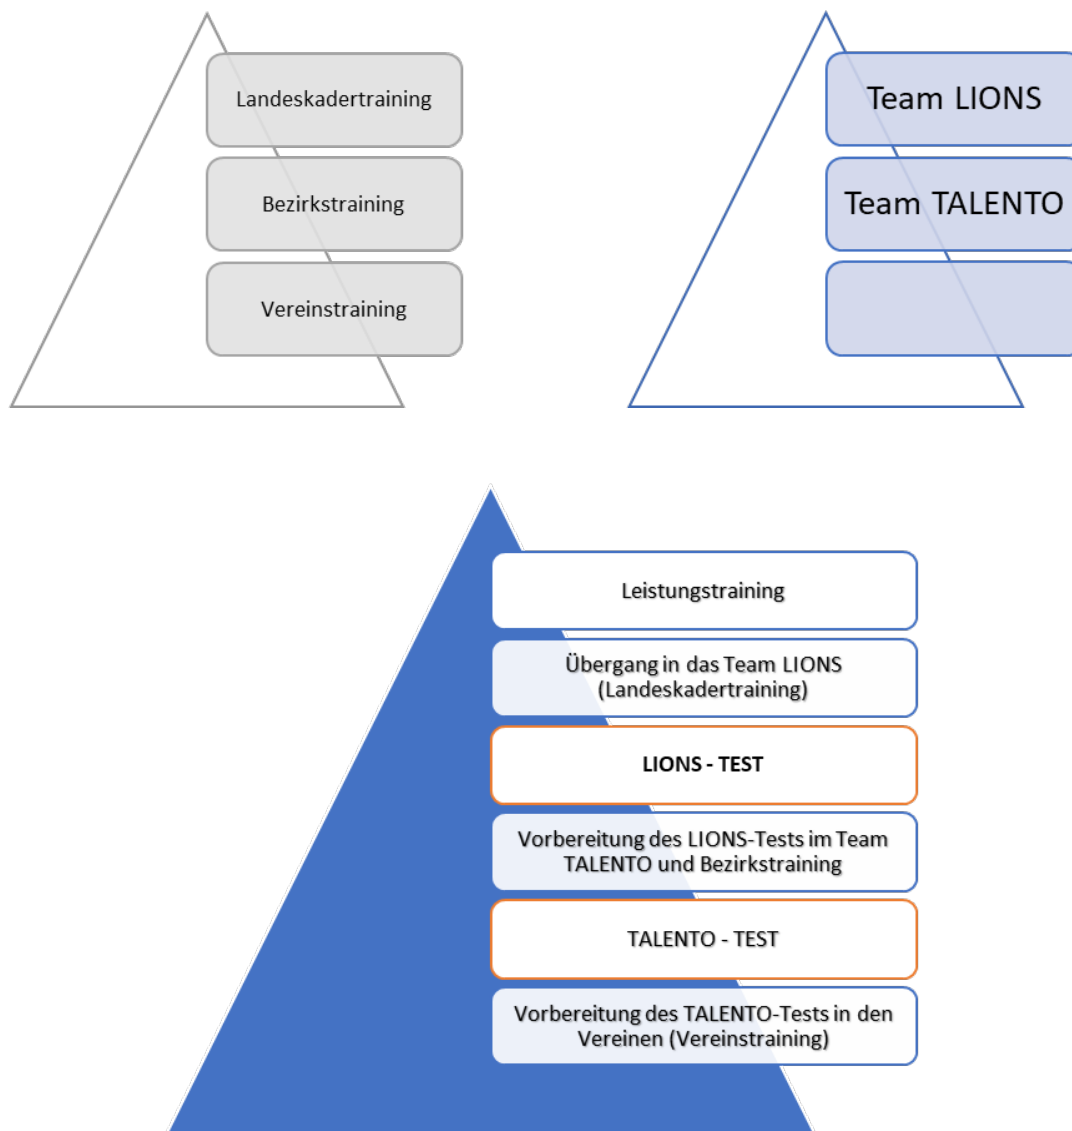 Landeskadertraining
Bezirkstraining
Vereinstraining
Team LIONS
Team TALENTO
Leistungstraining
Übergang in das Team LIONS
(Landeskadertraining)
LIONS - TEST
Vorbereitung des LIONS-Tests im Team
TALENTO und Bezirkstraining
TALENTO - TEST
Vorbereitung des TALENTO-Tests in den
Vereinen (Vereinstraining)